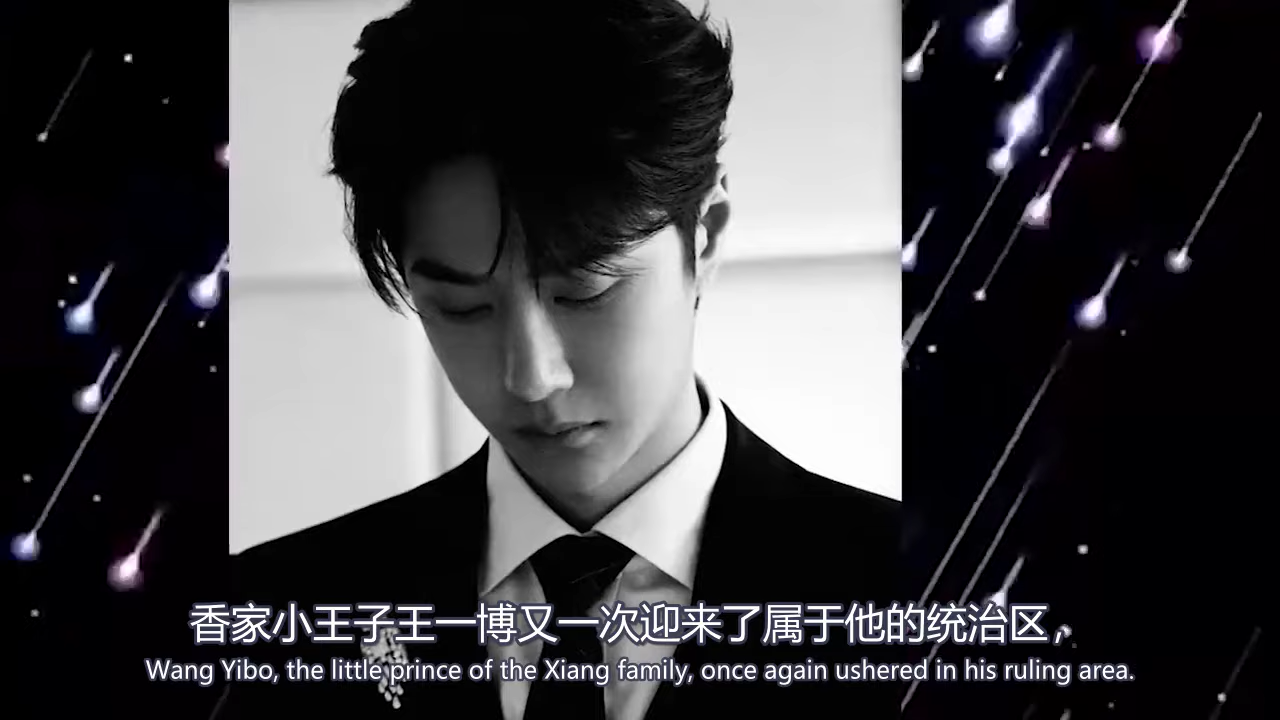 香家小王子王一博又一次迎来了属于他的统治区，
Wang Yibo, the little prince of the Xiang family, once again ushered in his ruling area.